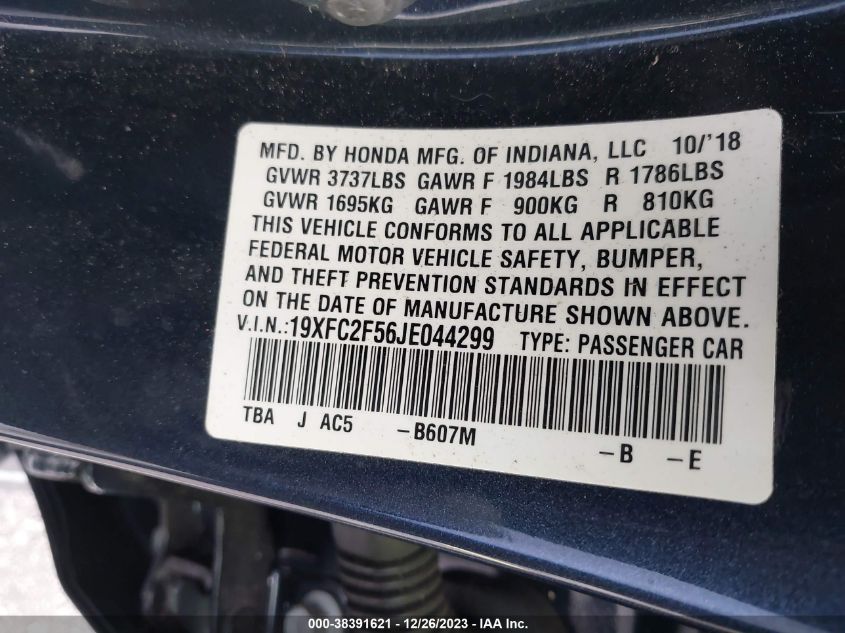 MFD. BY HONDA MFG. OF INDIANA, LLC 10/'18
GVWR 3737LBS GAWR F 1984LBS R 1786LBS
GVWR 1695KG GAWR F 900KG R 810KG
THIS VEHICLE CONFORMS TO ALL APPLICABLE
FEDERAL MOTOR VEHICLE SAFETY, BUMPER,
AND THEFT PREVENTION STANDARDS IN EFFECT
ON THE DATE OF MANUFACTURE SHOWN ABOVE.
V.I.N.:19XFC2F56JE044299 TYPE: PASSENGER CAR
TBA J AC5 -B607M -B -E
000-38391621 - 12/26/2023 - IAA Inc.